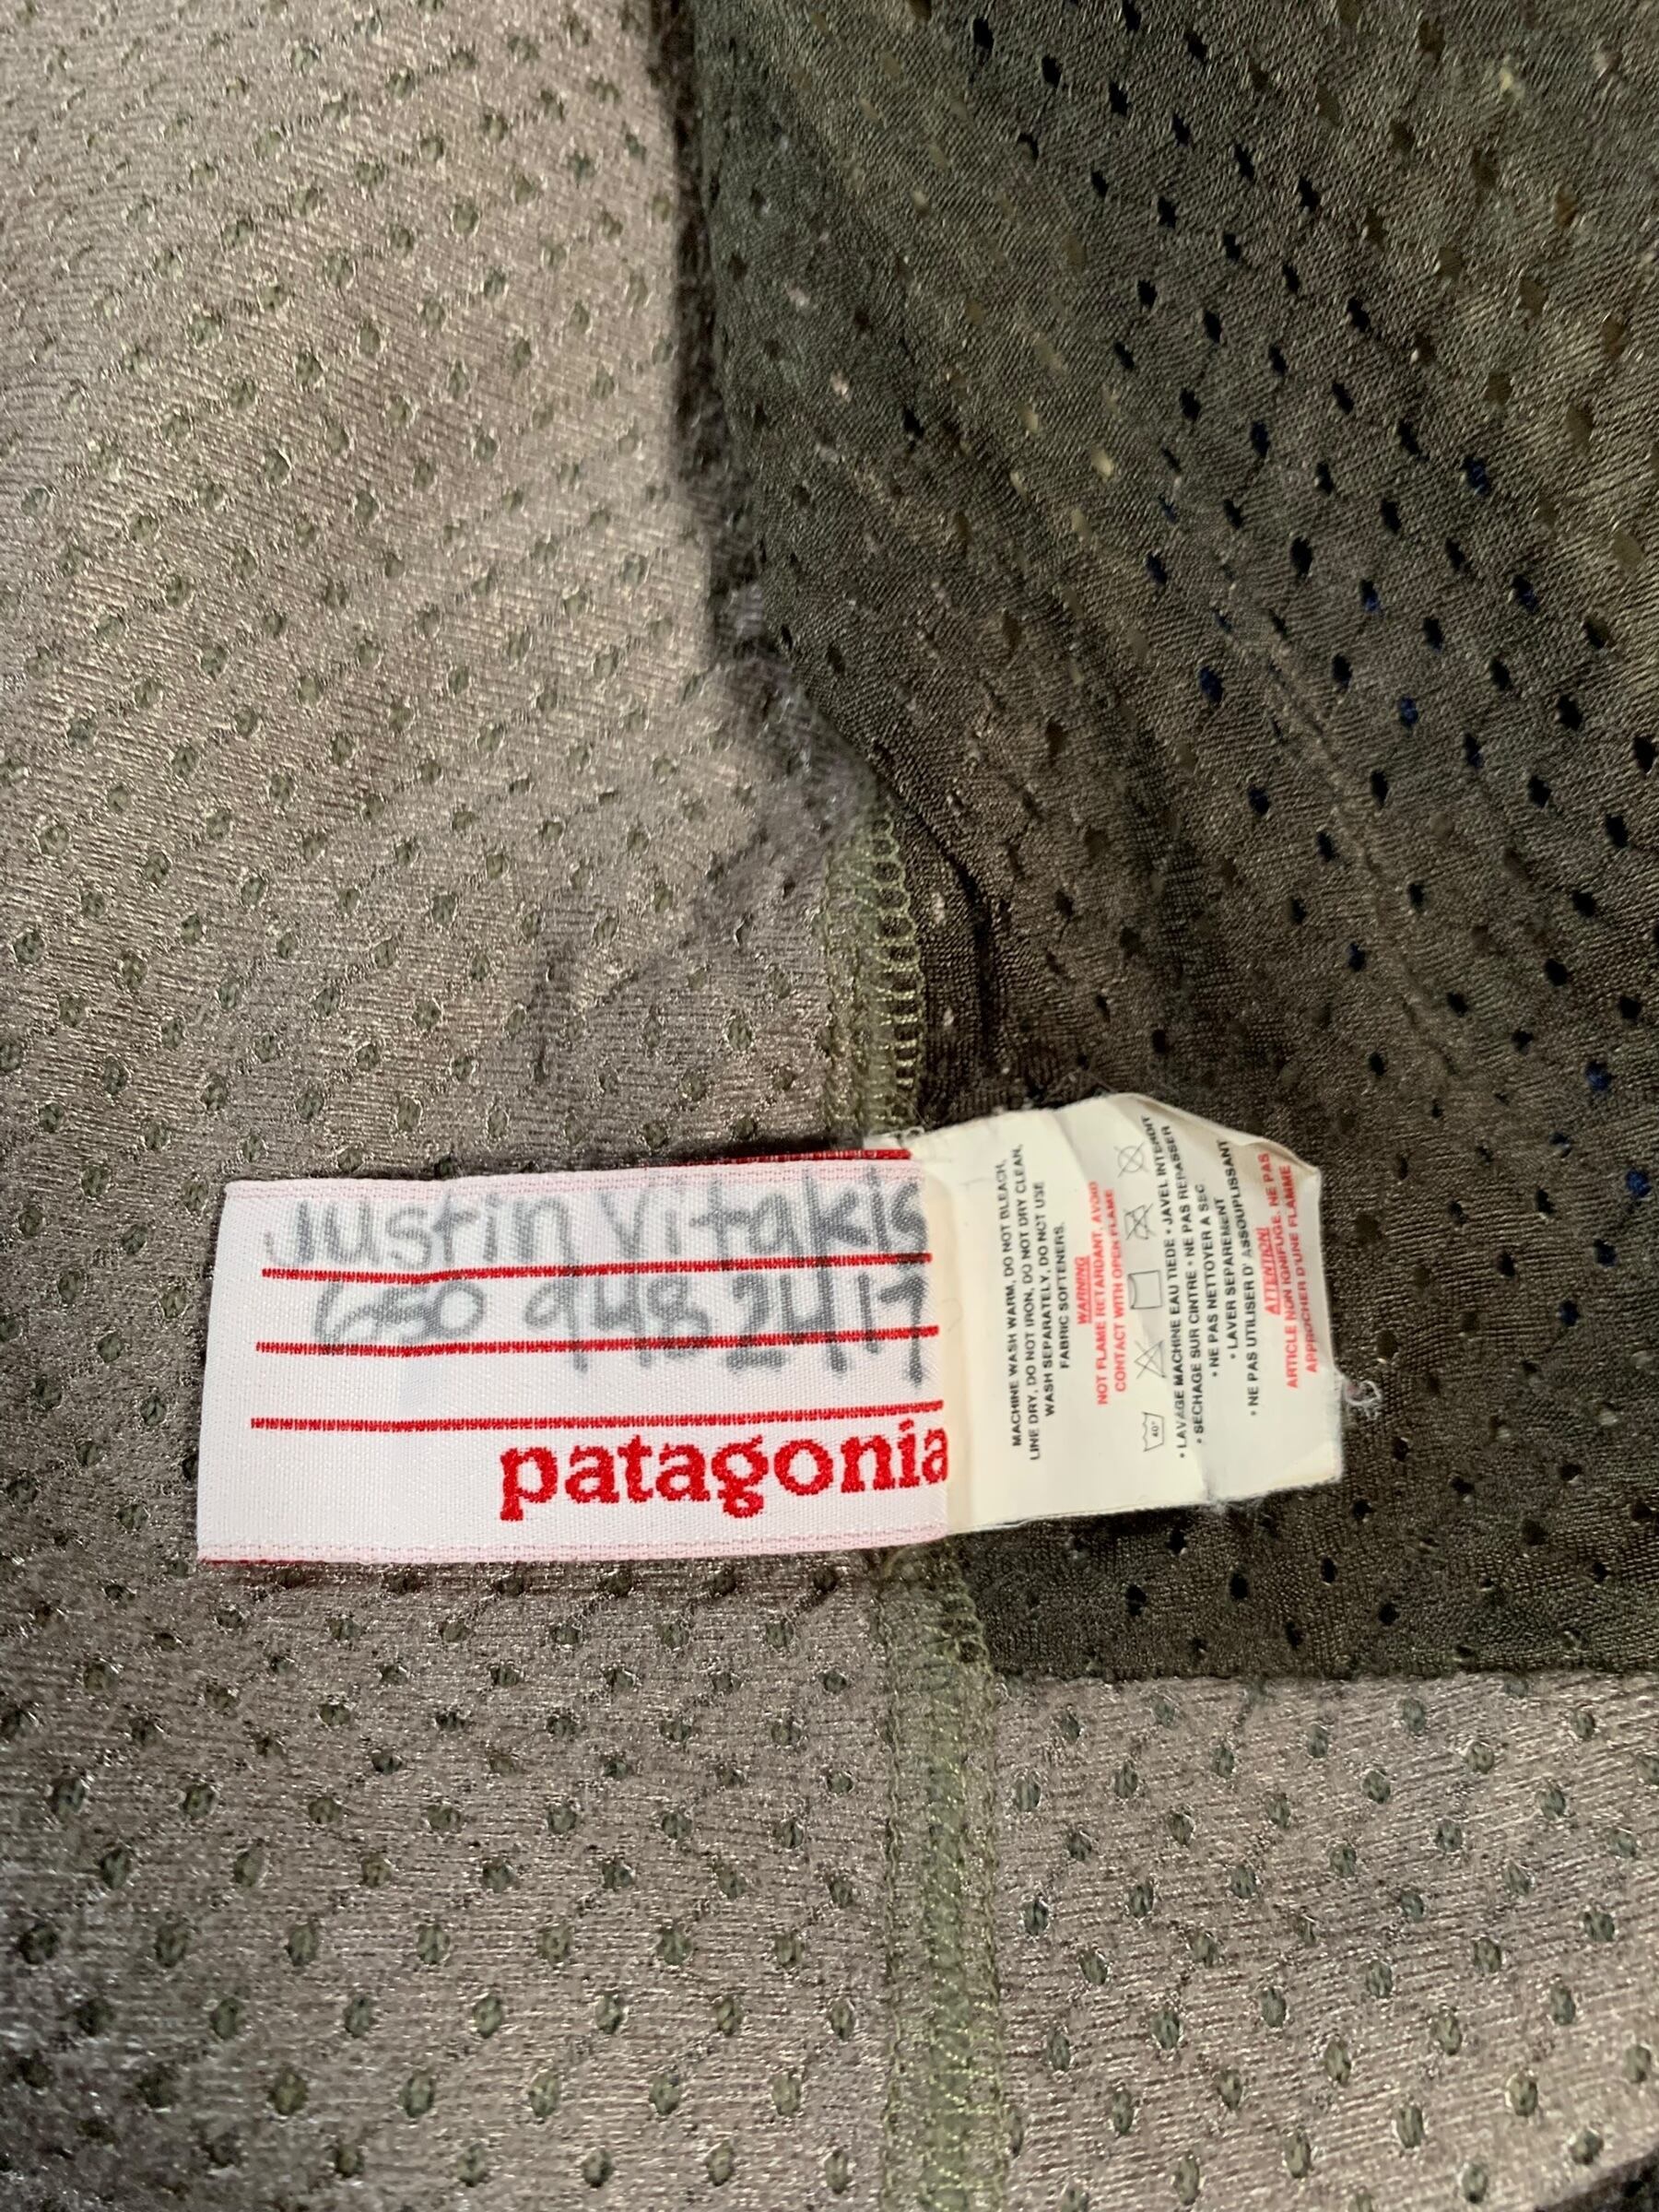 Justin Vitakis
650 948 2417
patagonia
MACHINE WASH WARM, DO NOT BLEACH,
LINE DRY, DO NOT IRON, DO NOT DRY CLEAN,
WASH SEPARATELY, DO NOT USE
FABRIC SOFTENERS.
WARNING
NOT FLAME RETARDANT, AVOID
CONTACT WITH OPEN FLAME
40°
• LAVAGE MACHINE EAU TIEDE • JAVEL INTERDIT
• SECHAGE SUR CINTRE • NE PAS REPASSER
• NE PAS NETTOYER A SEC
• LAVER SEPAREMENT
• NE PAS UTILISER D' ASSOUPLISSANT
ATTENTION!
ARTICLE NON IGNIFUGE. NE PAS
APPROCHER D'UNE FLAMME